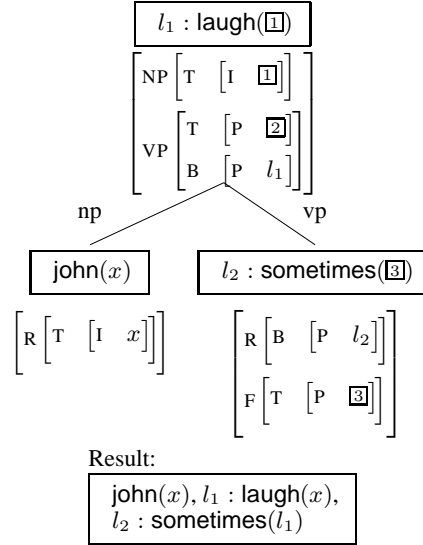 l₁ : laugh(1)
[NP [T [I 1]]
VP [T [P 2]
B [P l₁]]]
np vp
john(x) l₂ : sometimes(3)
[R [T [I x]]] [R [B [P l₂]]
F [T [P 3]]]
Result:
john(x), l₁ : laugh(x),
l₂ : sometimes(l₁)